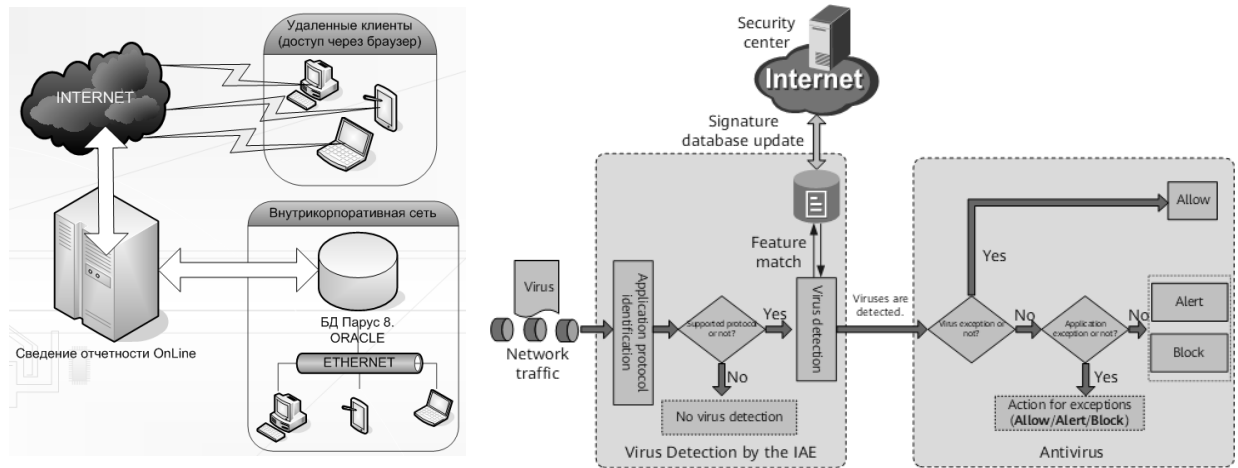 Удаленные клиенты
(доступ через браузер)
INTERNET
Внутрикорпоративная сеть
БД Парус 8.
ORACLE
ETHERNET
Сведение отчетности OnLine
Security
center
Internet
Signature
database update
Feature
match
Virus
Network
traffic
Application protocol
identification
Supported protocol
or not?
Yes
No
No virus detection
Virus detection
Virus Detection by the IAE
Viruses are
detected.
Virus exception or
not?
Yes
No
Application
exception or not?
No
Yes
Allow
Alert
Block
Action for exceptions
(Allow/Alert/Block)
Antivirus